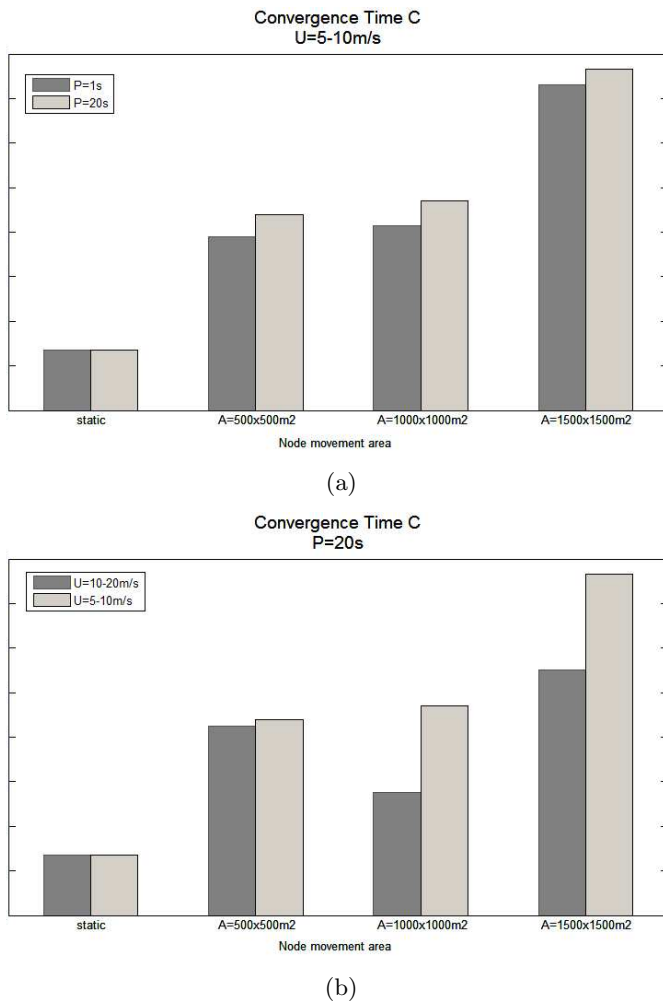 Convergence Time C
U=5-10m/s
P=1s
P=20s
static A=500x500m2 A=1000x1000m2 A=1500x1500m2
Node movement area
(a)
Convergence Time C
P=20s
U=10-20m/s
U=5-10m/s
static A=500x500m2 A=1000x1000m2 A=1500x1500m2
Node movement area
(b)